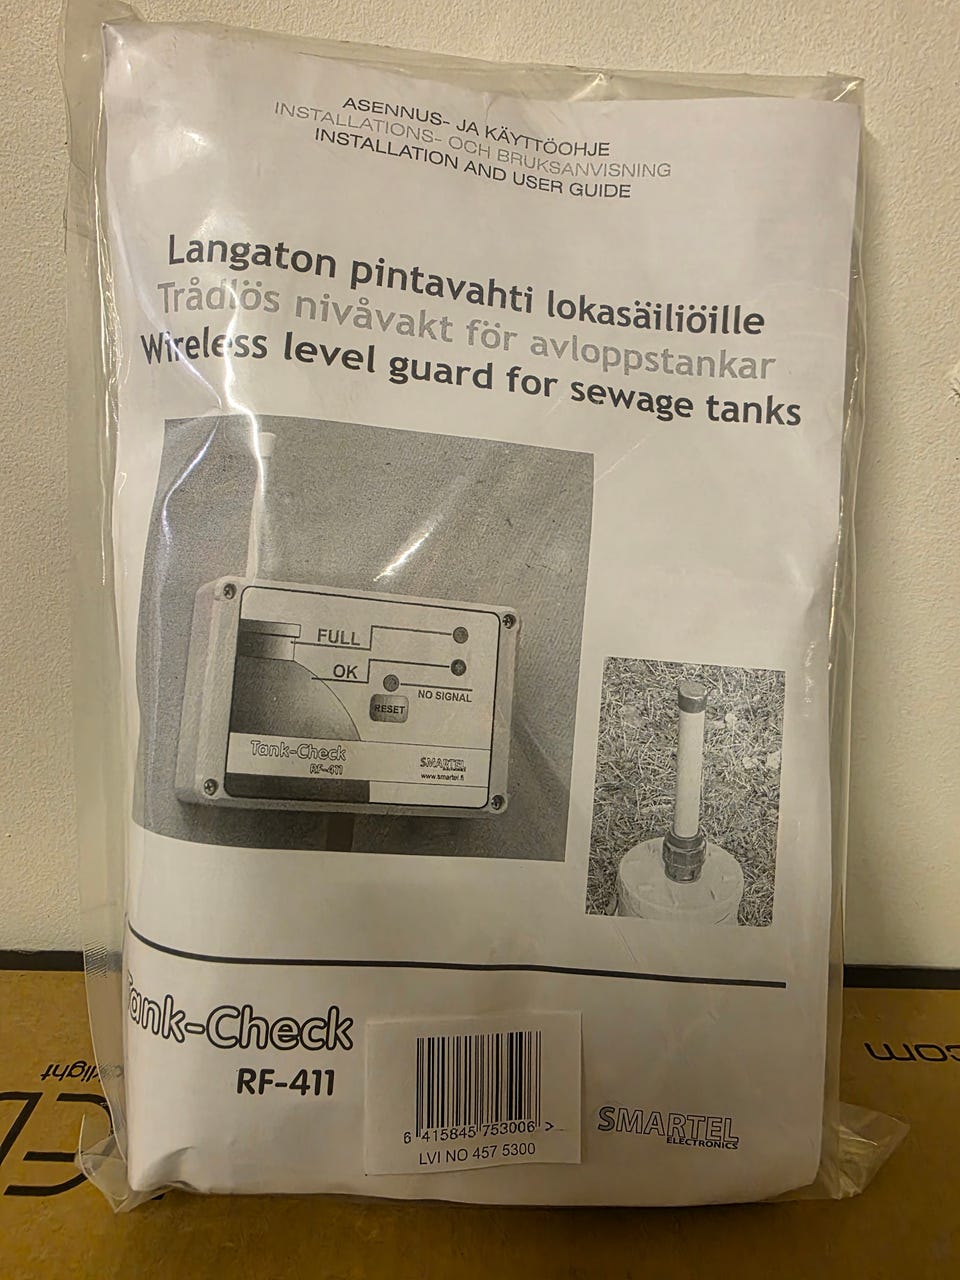 ASENNUS- JA KÄYTTÖOHJE
INSTALLATIONS- OCH BRUKSANVISNING
INSTALLATION AND USER GUIDE
Langaton pintavahti lokasäiliöille
Trådlös nivåvakt för avloppstankar
Wireless level guard for sewage tanks
FULL
OK
NO SIGNAL
RESET
Tank-Check
RF-411
SMARTEL
www.smartel.fi
Tank-Check
RF-411
6 415845 753006 >
LVI NO 457 5300
SMARTEL
ELECTRONICS